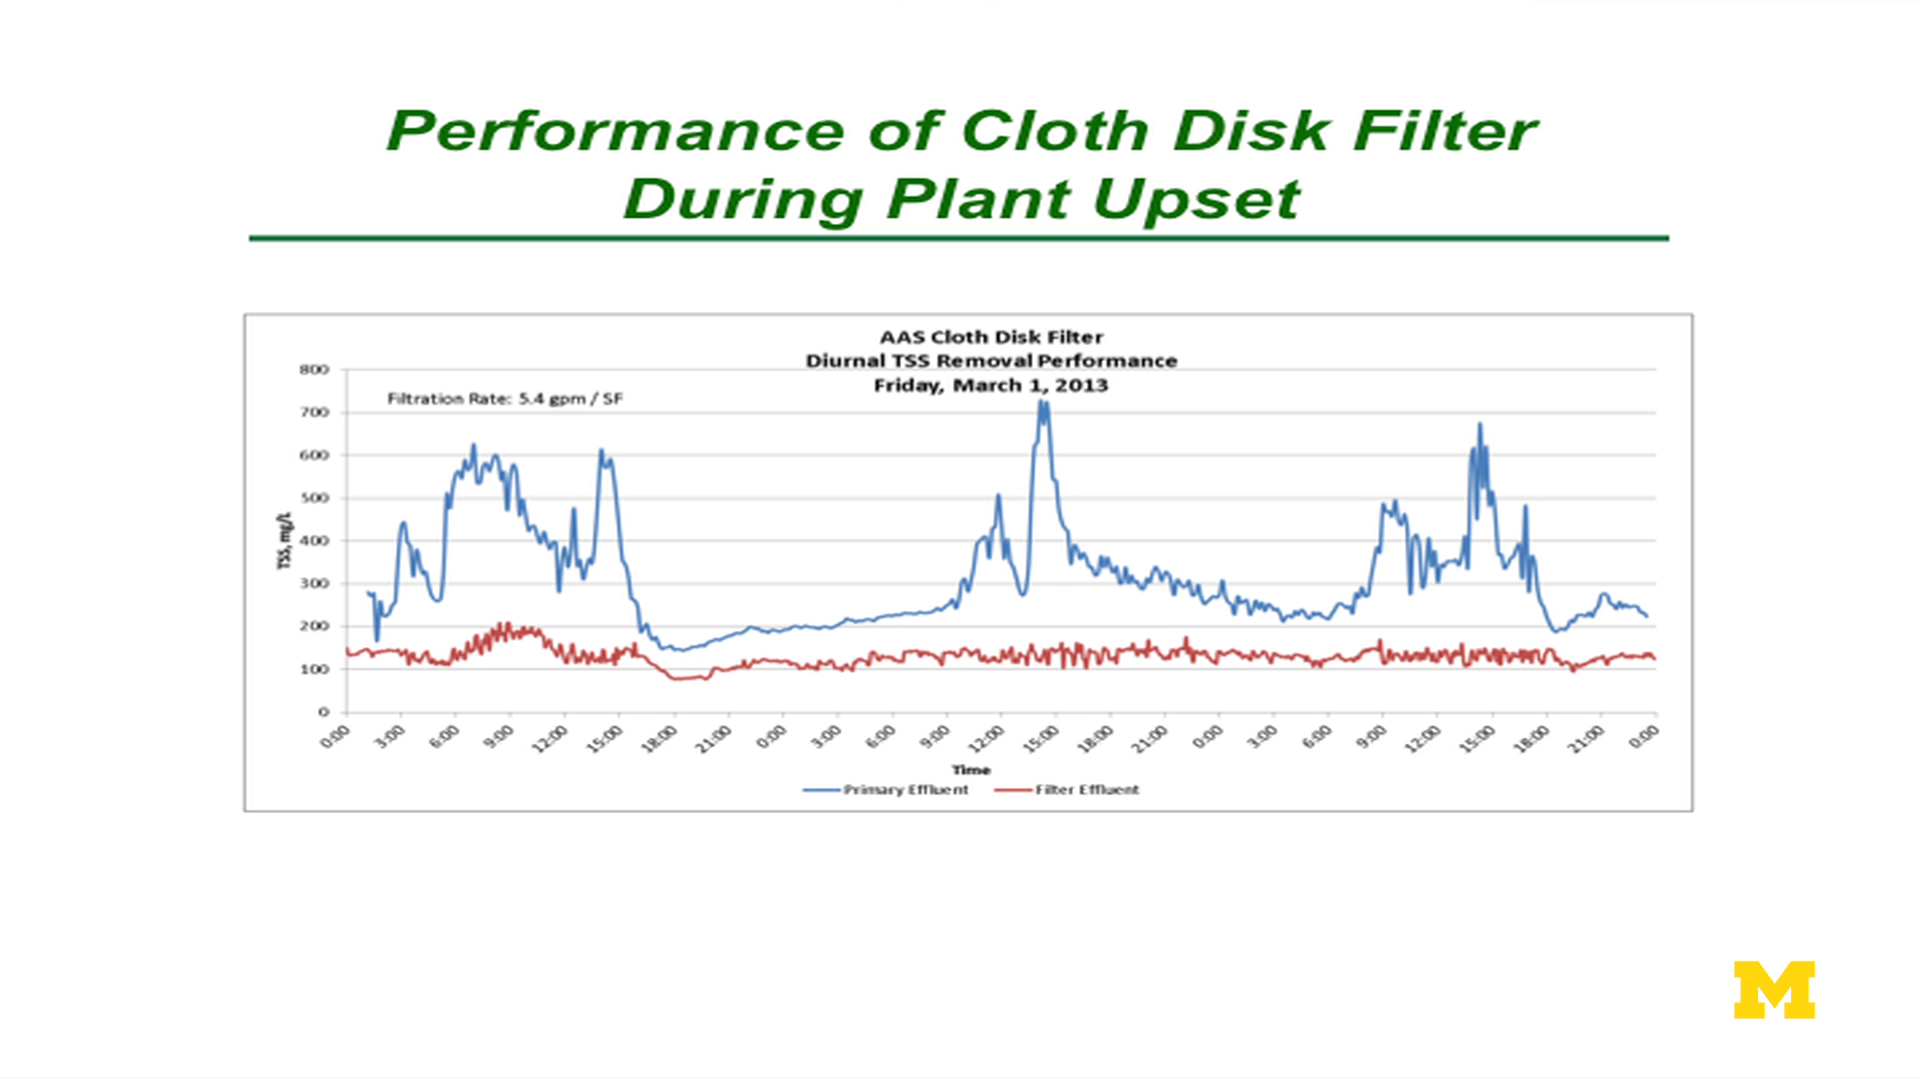 Performance of Cloth Disk Filter
During Plant Upset
AAS Cloth Disk Filter
Diurnal TSS Removal Performance
Friday, March 1, 2013
Filtration Rate: 5.4 gpm / SF
800
700
600
500
400
300
200
100
0
TSS, mg/L
0:00 3:00 6:00 9:00 12:00 15:00 18:00 21:00 0:00 3:00 6:00 9:00 12:00 15:00 18:00 21:00 0:00 3:00 6:00 9:00 12:00 15:00 18:00 21:00 0:00
Time
Primary Effluent Filter Effluent
M